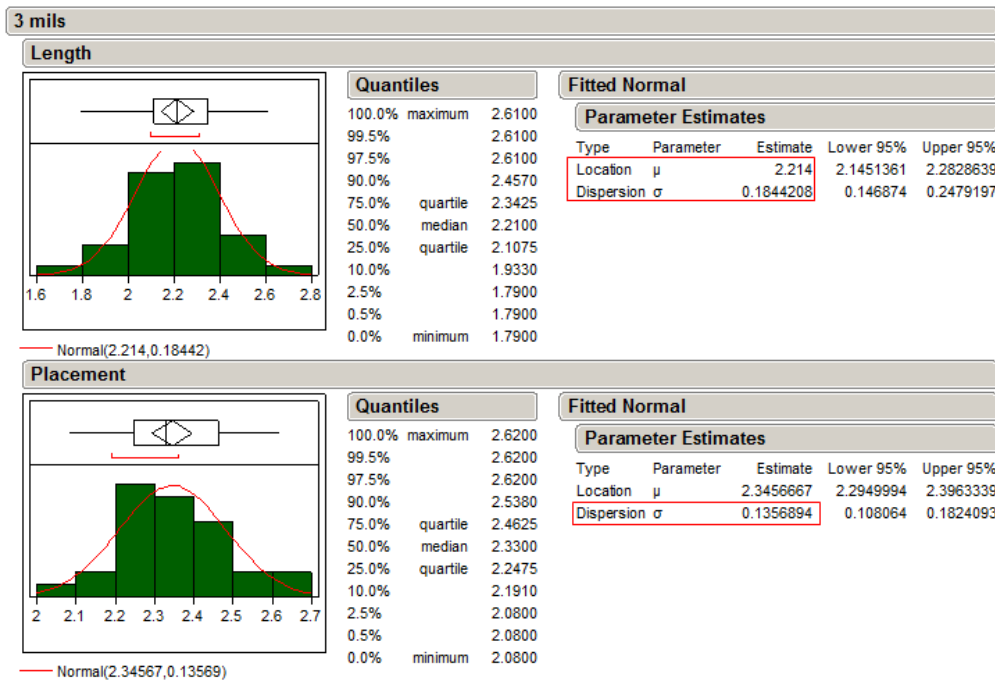 3 mils
Length
Quantiles
100.0% maximum 2.6100
99.5% 2.6100
97.5% 2.6100
90.0% 2.4570
75.0% quartile 2.3425
50.0% median 2.2100
25.0% quartile 2.1075
10.0% 1.9330
2.5% 1.7900
0.5% 1.7900
0.0% minimum 1.7900
Fitted Normal
Parameter Estimates
Type Parameter Estimate Lower 95% Upper 95%
Location μ 2.214 2.1451361 2.2828639
Dispersion σ 0.1844208 0.146874 0.2479197
1.6 1.8 2 2.2 2.4 2.6 2.8
Normal(2.214,0.18442)
Placement
Quantiles
100.0% maximum 2.6200
99.5% 2.6200
97.5% 2.6200
90.0% 2.5380
75.0% quartile 2.4625
50.0% median 2.3300
25.0% quartile 2.2475
10.0% 2.1910
2.5% 2.0800
0.5% 2.0800
0.0% minimum 2.0800
Fitted Normal
Parameter Estimates
Type Parameter Estimate Lower 95% Upper 95%
Location μ 2.3456667 2.2949994 2.3963339
Dispersion σ 0.1356894 0.108064 0.1824093
2 2.1 2.2 2.3 2.4 2.5 2.6 2.7
Normal(2.34567,0.13569)